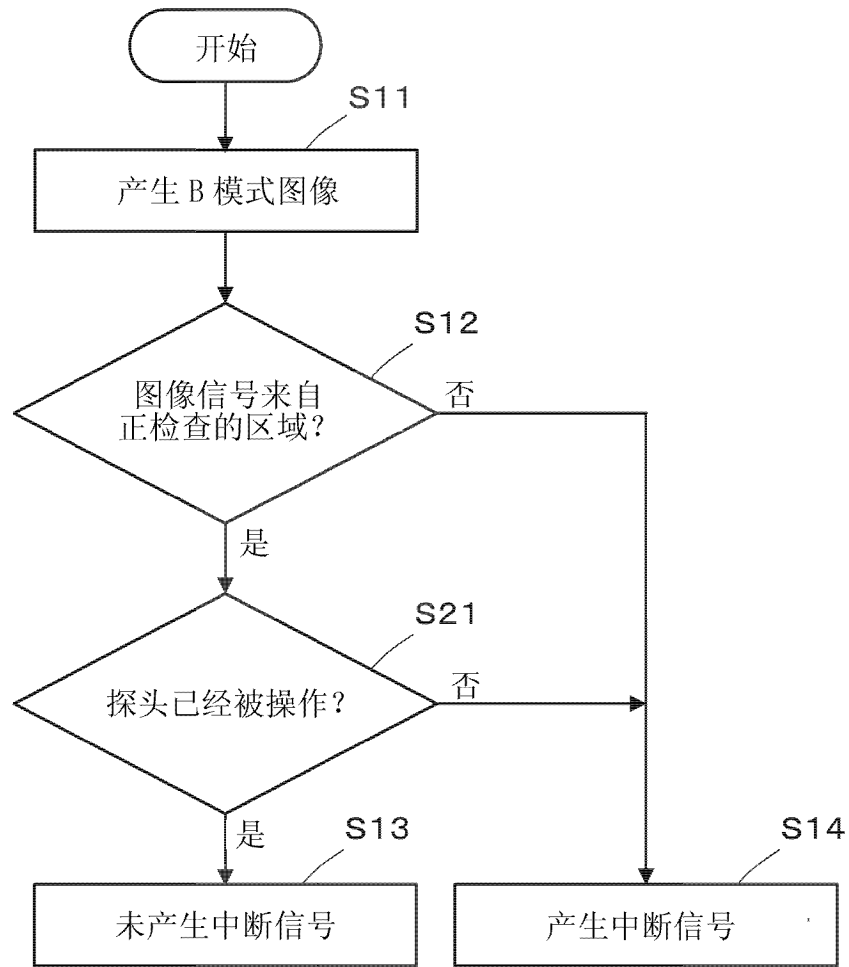 开始
S11
产生 B 模式图像
S12
图像信号来自
正检查的区域?
否
是
S21
探头已经被操作?
否
是
S13
未产生中断信号
S14
产生中断信号